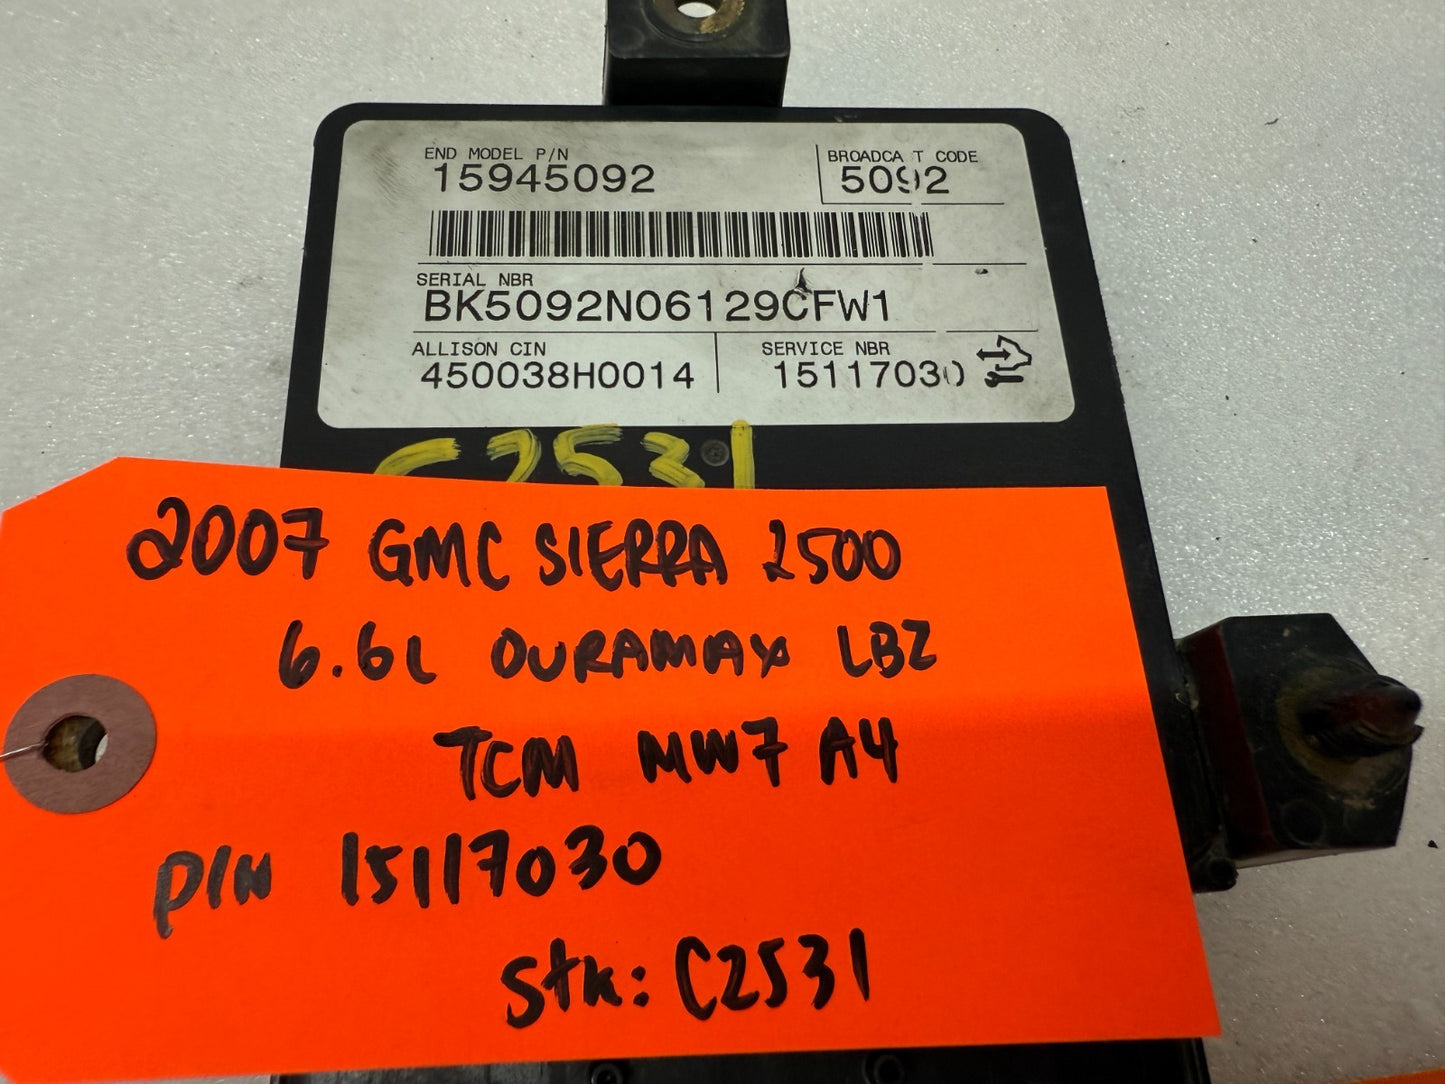 END MODEL P/N
15945092
BROADCA T CODE
5092
SERIAL NBR
BK5092N06129CFW1
ALLISON CIN
450038H0014
SERVICE NBR
15117030
C2531
2007 GMC SIERRA 2500
6.6L DURAMAX LBZ
TCM MW7 A4
P/N 15117030
Stk: C2531